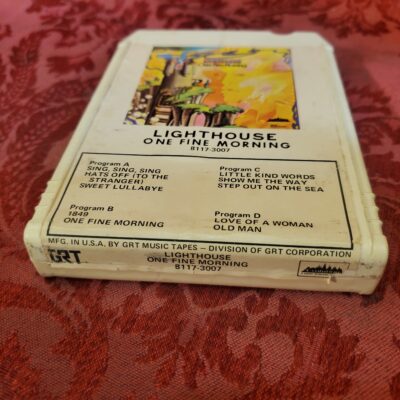 LIGHTHOUSE
ONE FINE MORNING
8117-3007
Program A
SING, SING, SING
HATS OFF (TO THE
STRANGER)
SWEET LULLABYE
Program B
1849
ONE FINE MORNING
Program C
LITTLE KIND WORDS
SHOW ME THE WAY
STEP OUT ON THE SEA
Program D
LOVE OF A WOMAN
OLD MAN
MFG. IN U.S.A. BY GRT MUSIC TAPES – DIVISION OF GRT CORPORATION
GRT
LIGHTHOUSE
ONE FINE MORNING
8117-3007